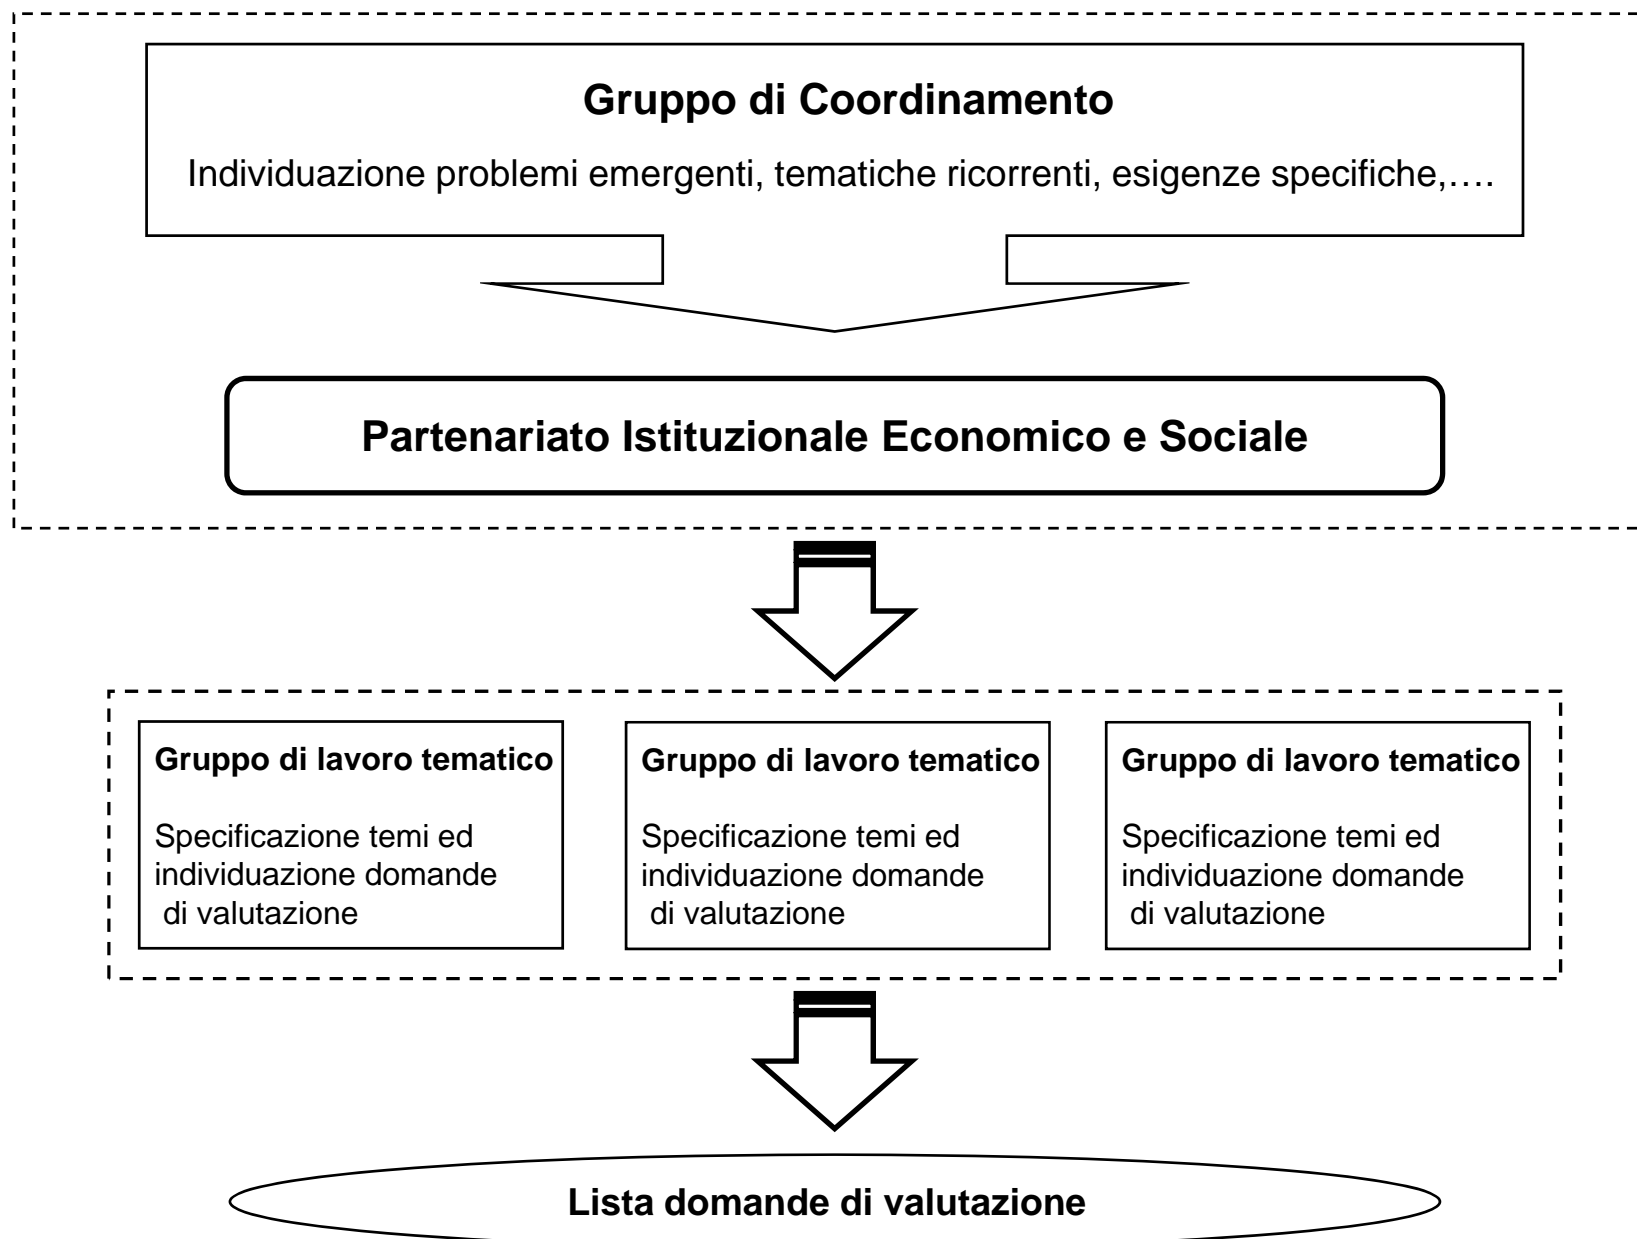 Gruppo di Coordinamento
Individuazione problemi emergenti, tematiche ricorrenti, esigenze specifiche,….
Partenariato Istituzionale Economico e Sociale
Gruppo di lavoro tematico
Specificazione temi ed
individuazione domande
di valutazione
Gruppo di lavoro tematico
Specificazione temi ed
individuazione domande
di valutazione
Gruppo di lavoro tematico
Specificazione temi ed
individuazione domande
di valutazione
Lista domande di valutazione